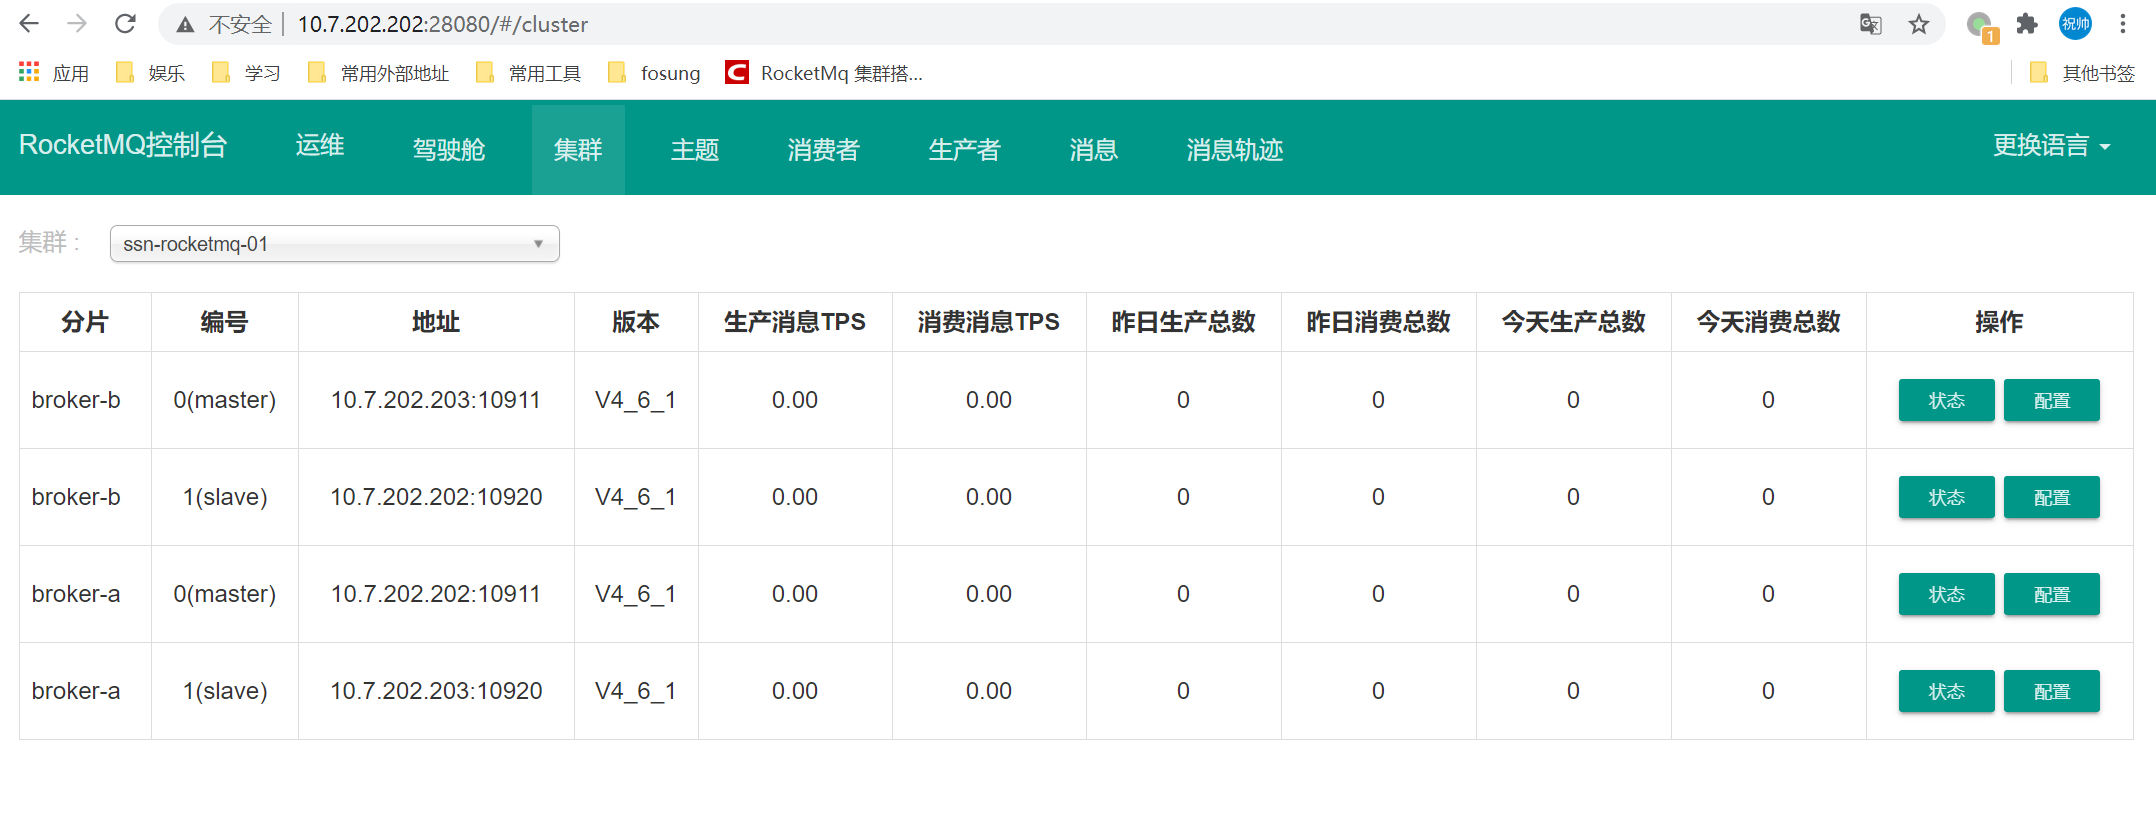 不安全 10.7.202.202:28080/#/cluster 1 祝帅
应用 娱乐 学习 常用外部地址 常用工具 fosung C RocketMq 集群搭... 其他书签
RocketMQ控制台 运维 驾驶舱 集群 主题 消费者 生产者 消息 消息轨迹 更换语言
集群 : ssn-rocketmq-01
分片 编号 地址 版本 生产消息TPS 消费消息TPS 昨日生产总数 昨日消费总数 今天生产总数 今天消费总数 操作
broker-b 0(master) 10.7.202.203:10911 V4_6_1 0.00 0.00 0 0 0 0 状态 配置
broker-b 1(slave) 10.7.202.202:10920 V4_6_1 0.00 0.00 0 0 0 0 状态 配置
broker-a 0(master) 10.7.202.202:10911 V4_6_1 0.00 0.00 0 0 0 0 状态 配置
broker-a 1(slave) 10.7.202.203:10920 V4_6_1 0.00 0.00 0 0 0 0 状态 配置